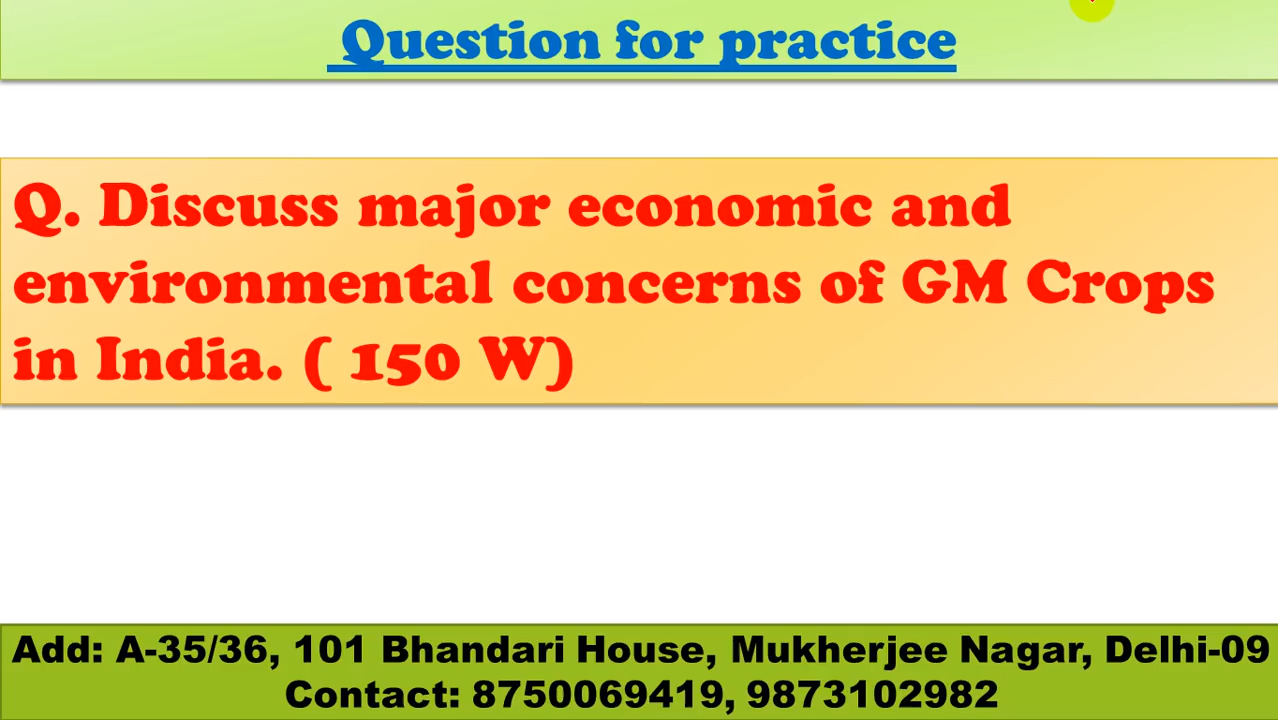 Question for practice
Q. Discuss major economic and
environmental concerns of GM Crops
in India. ( 150 W)
Add: A-35/36, 101 Bhandari House, Mukherjee Nagar, Delhi-09
Contact: 8750069419, 9873102982